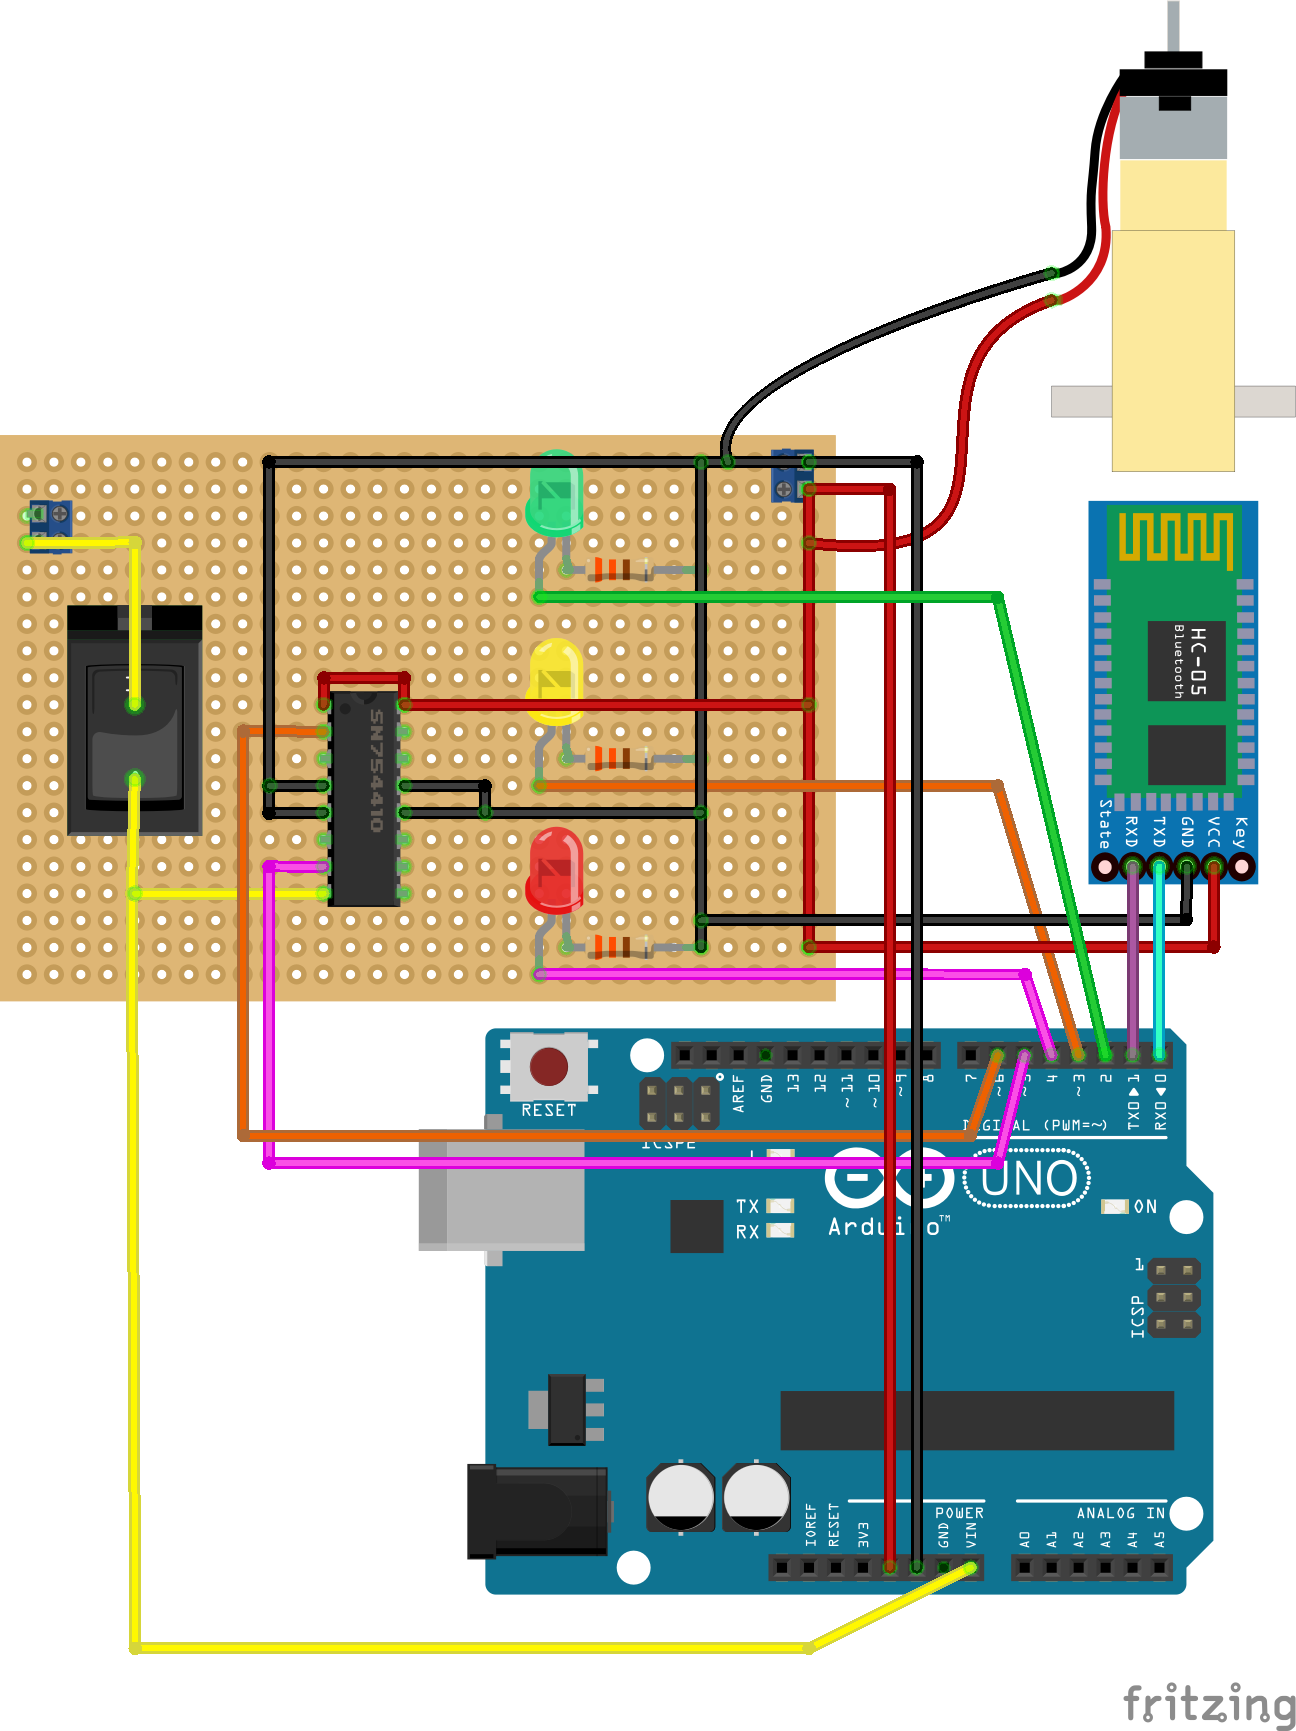 SN754410
HC-05
Bluetooth
State
RXD
TXD
GND
VCC
Key
RESET
ICSP
AREF
GND
13
12
~11
~10
~9
8
7
~6
~5
4
~3
2
TXO▶1
RXO◀0
DIGITAL (PWM=~)
L
TX
RX
Arduino™
UNO
ON
1
ICSP
IOREF
RESET
3V3
GND
VIN
POWER
ANALOG IN
A0
A1
A2
A3
A4
A5
fritzing